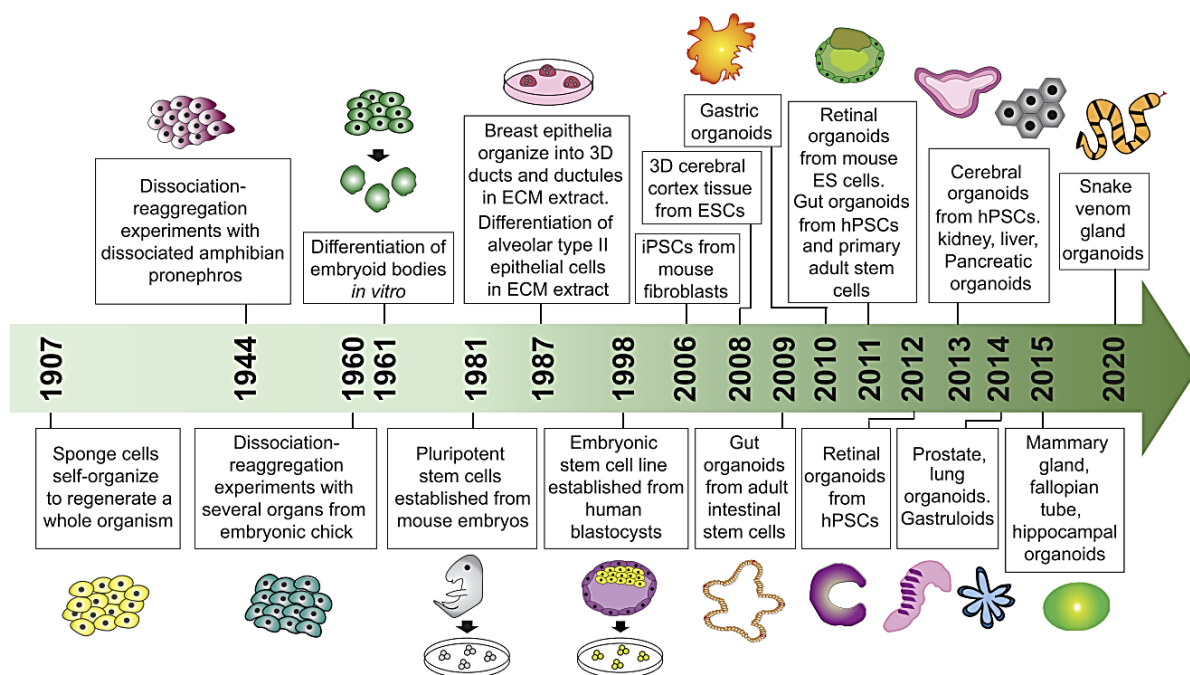 Dissociation-
reaggregation
experiments with
dissociated amphibian
pronephros
Differentiation of
embryoid bodies
in vitro
Breast epithelia
organize into 3D
ducts and ductules
in ECM extract.
Differentiation of
alveolar type II
epithelial cells
in ECM extract
iPSCs from
mouse
fibroblasts
3D cerebral
cortex tissue
from ESCs
Gastric
organoids
Retinal
organoids
from mouse
ES cells.
Gut organoids
from hPSCs
and primary
adult stem
cells
Cerebral
organoids
from hPSCs.
kidney, liver,
Pancreatic
organoids
Snake
venom
gland
organoids
1907
1944
1960
1961
1981
1987
1998
2006
2008
2009
2010
2011
2012
2013
2014
2015
2020
Sponge cells
self-organize
to regenerate a
whole organism
Dissociation-
reaggregation
experiments with
several organs from
embryonic chick
Pluripotent
stem cells
established from
mouse embryos
Embryonic
stem cell line
established from
human
blastocysts
Gut
organoids
from adult
intestinal
stem cells
Retinal
organoids
from
hPSCs
Prostate,
lung
organoids.
Gastruloids
Mammary
gland,
fallopian
tube,
hippocampal
organoids